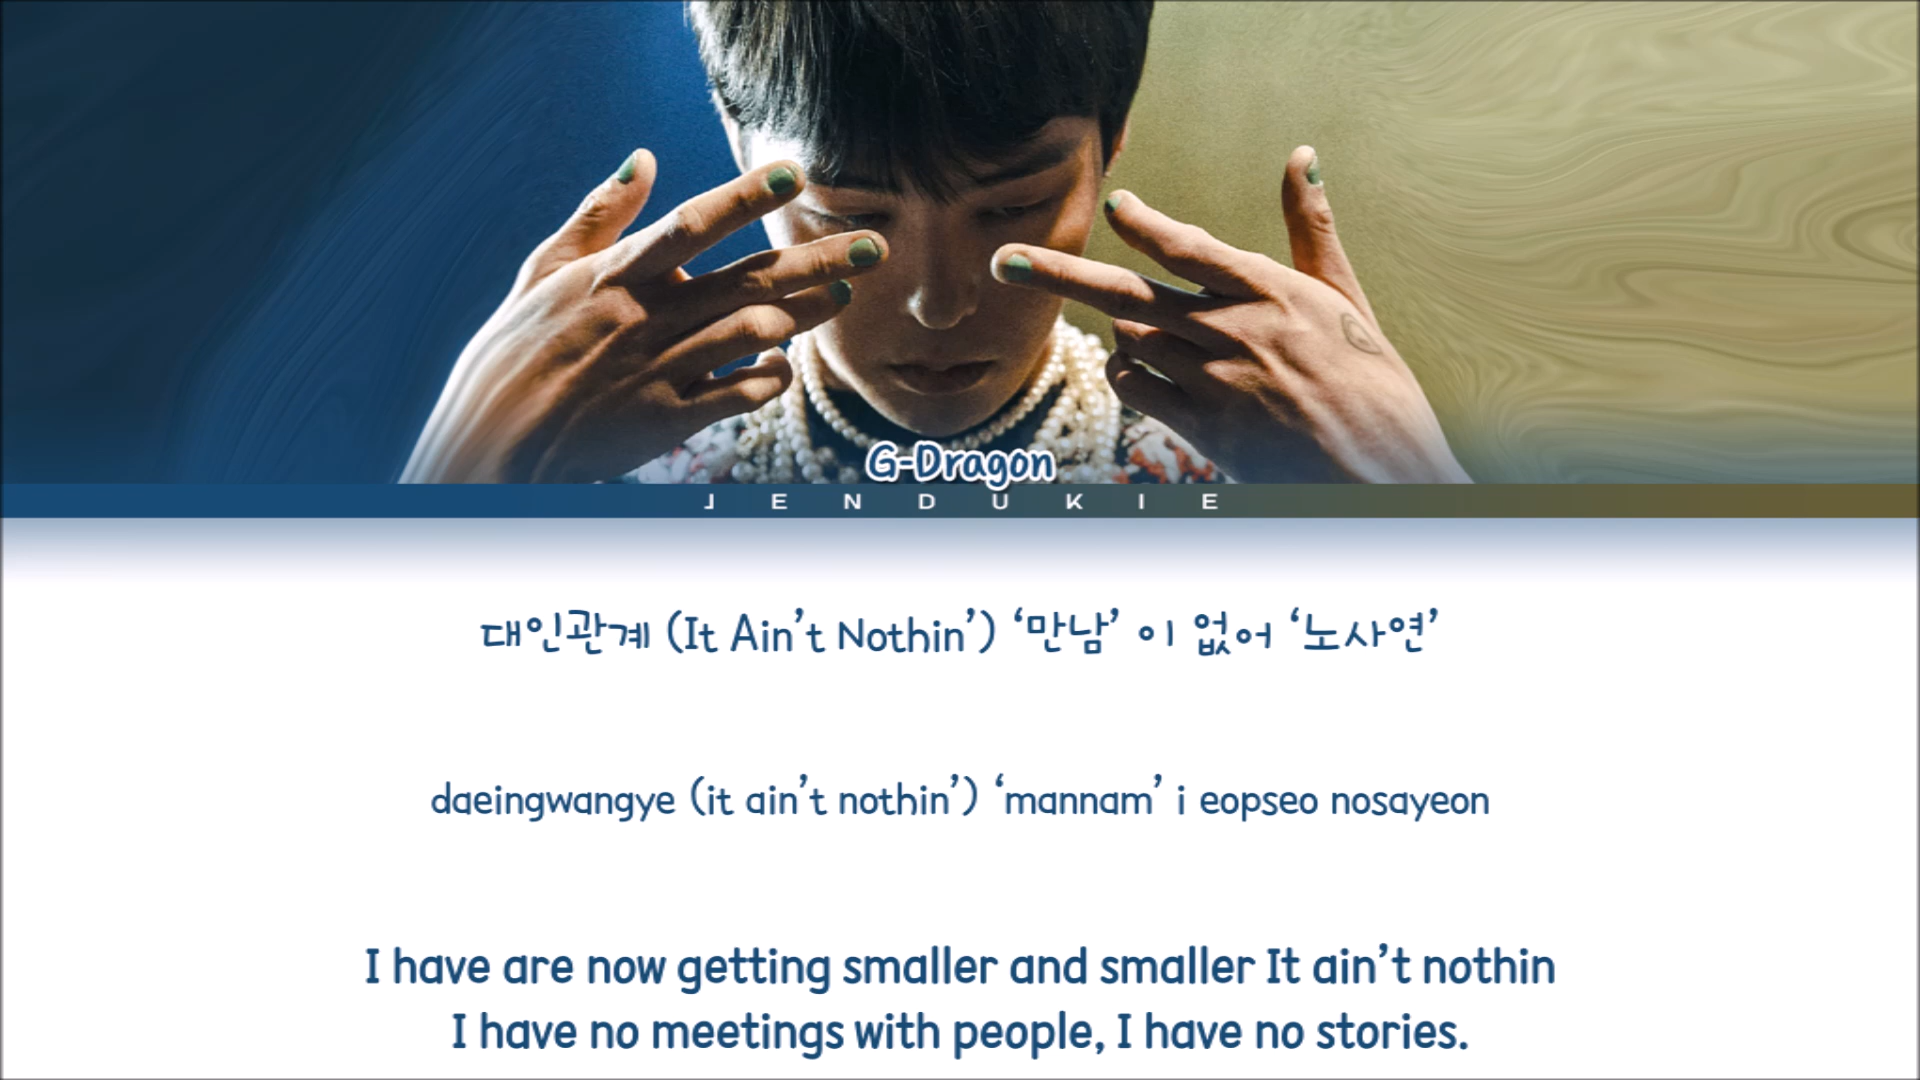 G-Dragon
JENDUKIE
대인관계 (It Ain’t Nothin’) ‘만남’ 이 없어 ‘노사연’
daeingwangye (it ain’t nothin’) ‘mannam’ i eopseo nosayeon
I have are now getting smaller and smaller It ain’t nothin
I have no meetings with people, I have no stories.